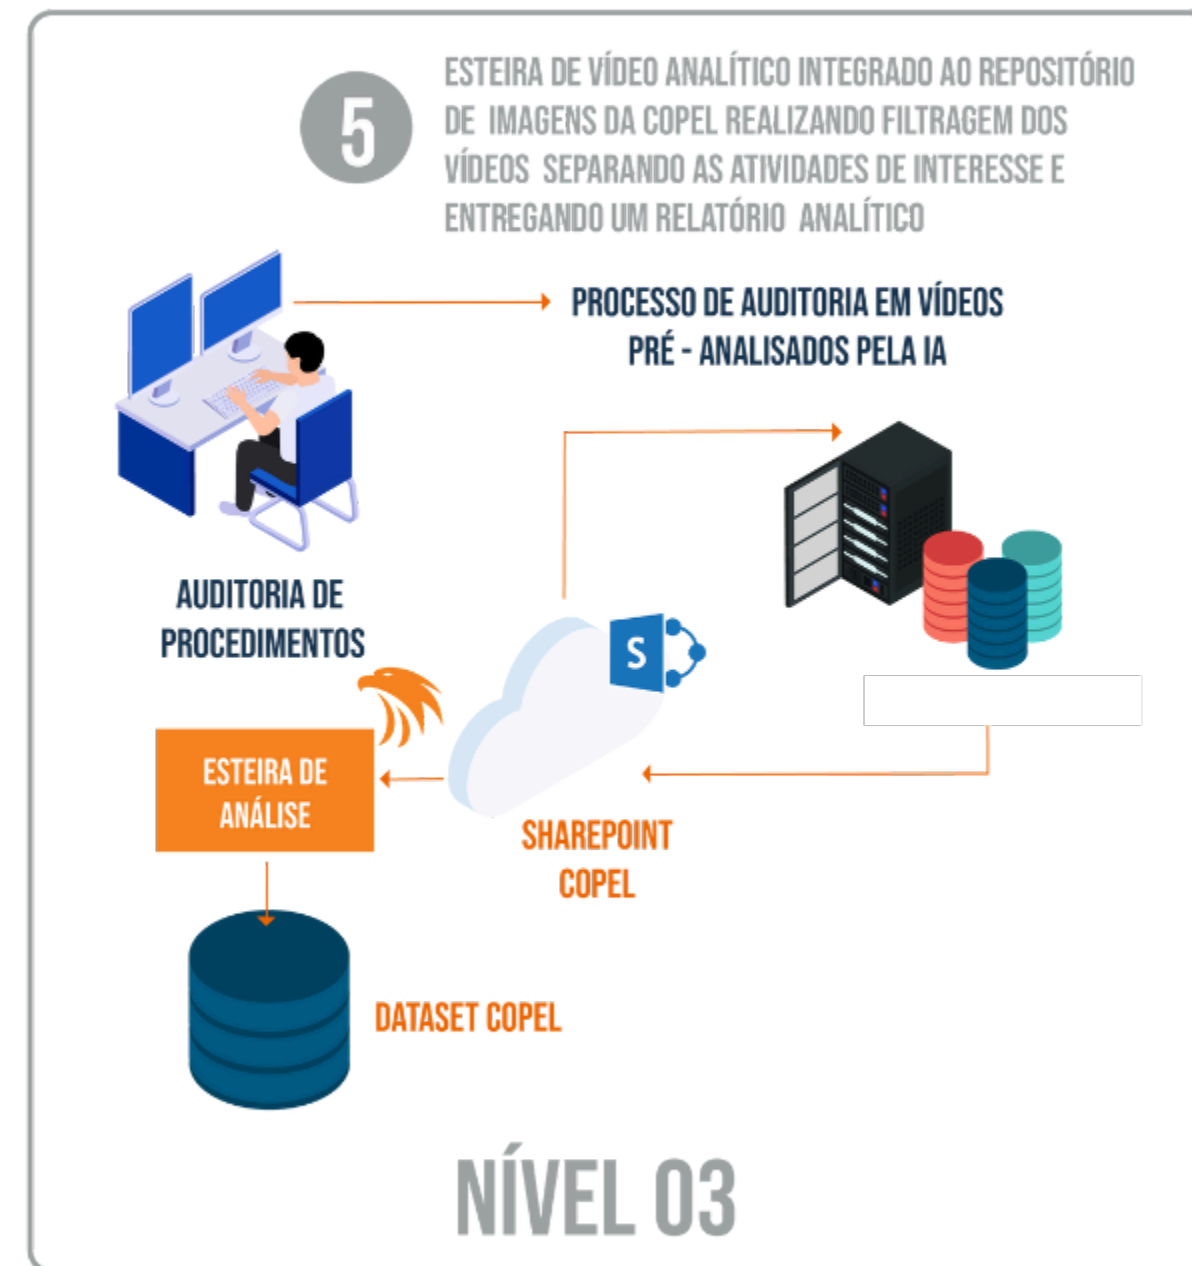 5
ESTEIRA DE VÍDEO ANALÍTICO INTEGRADO AO REPOSITÓRIO
DE IMAGENS DA COPEL REALIZANDO FILTRAGEM DOS
VÍDEOS SEPARANDO AS ATIVIDADES DE INTERESSE E
ENTREGANDO UM RELATÓRIO ANALÍTICO
PROCESSO DE AUDITORIA EM VÍDEOS
PRÉ - ANALISADOS PELA IA
AUDITORIA DE
PROCEDIMENTOS
S
ESTEIRA DE
ANÁLISE
SHAREPOINT
COPEL
DATASET COPEL
NÍVEL 03